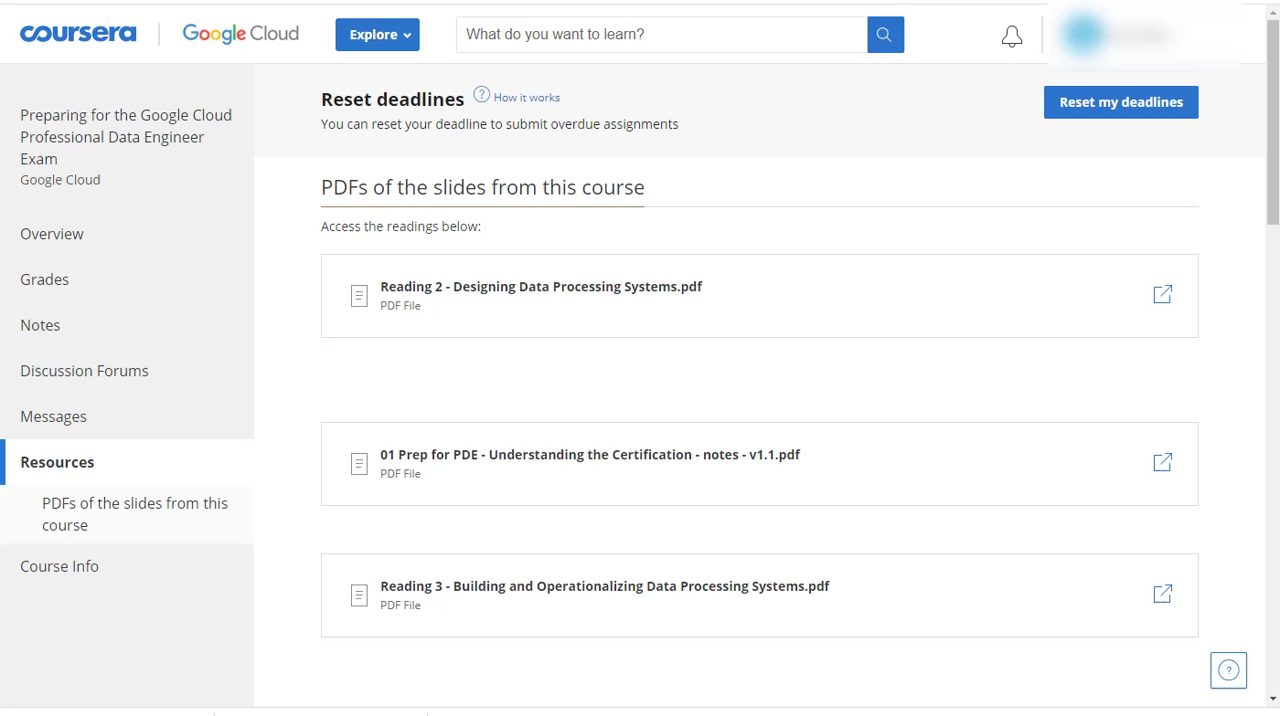 coursera
Google Cloud
Explore
What do you want to learn?
Preparing for the Google Cloud
Professional Data Engineer
Exam
Google Cloud
Overview
Grades
Notes
Discussion Forums
Messages
Resources
PDFs of the slides from this
course
Course Info
Reset deadlines
? How it works
You can reset your deadline to submit overdue assignments
Reset my deadlines
PDFs of the slides from this course
Access the readings below:
Reading 2 - Designing Data Processing Systems.pdf
PDF File
01 Prep for PDE - Understanding the Certification - notes - v1.1.pdf
PDF File
Reading 3 - Building and Operationalizing Data Processing Systems.pdf
PDF File
?